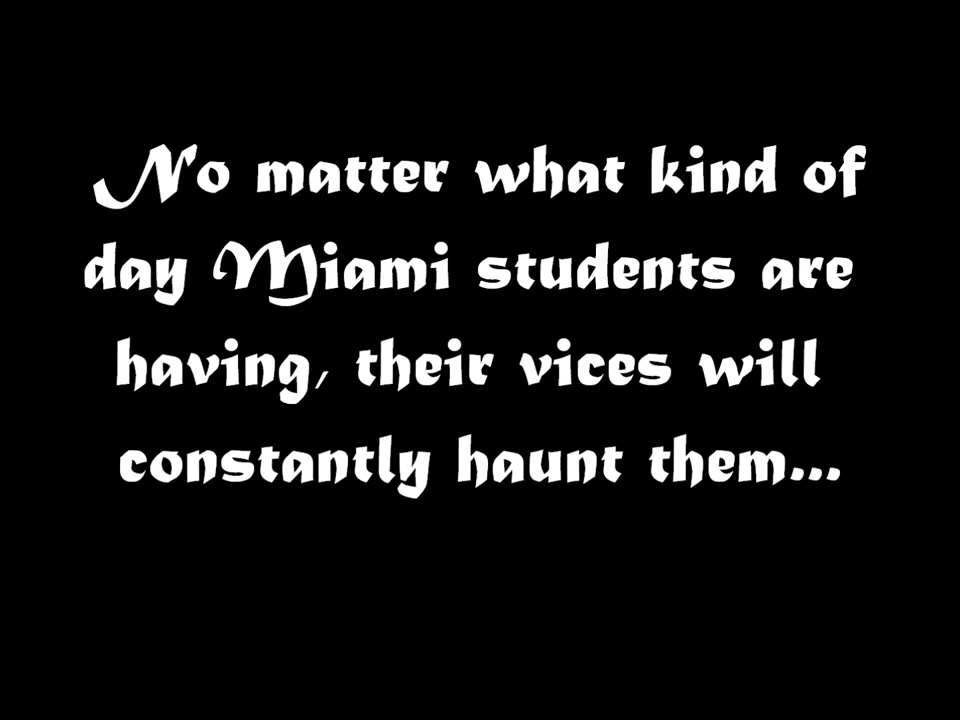 No matter what kind of
day Miami students are
having, their vices will
constantly haunt them...